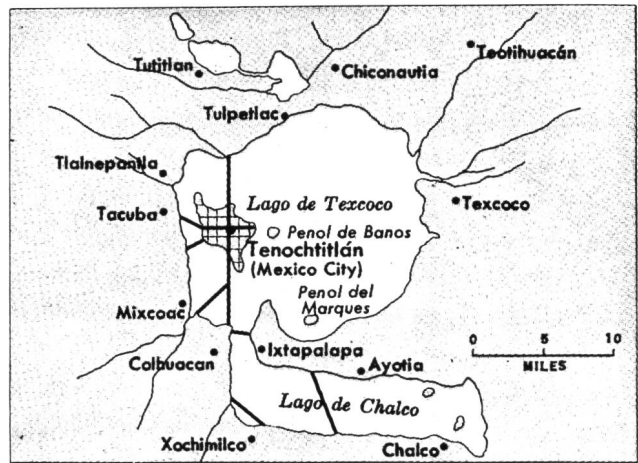 Tutitlan
Chiconautia
Teotihuacán
Tulpetlac
Tlalnepantla
Lago de Texcoco
Texcoco
Tacuba
Penol de Banos
Tenochtitlán
(Mexico City)
Penol del
Marques
Mixcoac
Colhuacan
Ixtapalapa
Ayotla
0 5 10
MILES
Lago de Chalco
Xochimilco
Chalco